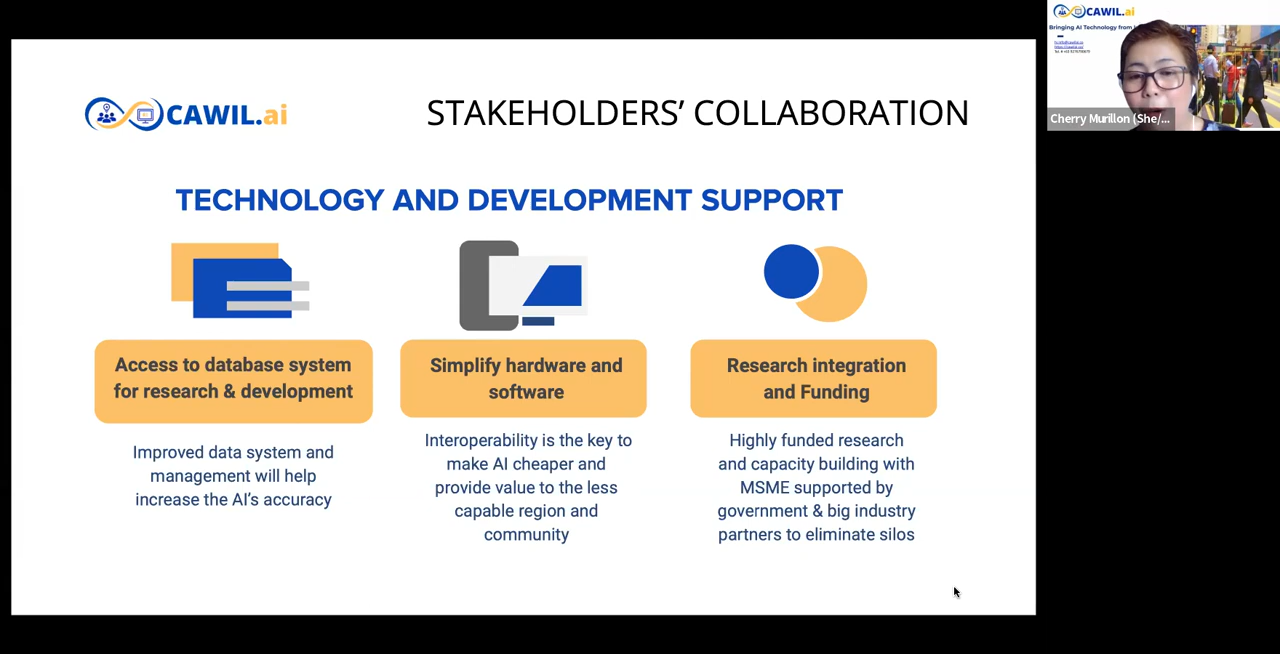 CAWIL.ai
STAKEHOLDERS’ COLLABORATION
TECHNOLOGY AND DEVELOPMENT SUPPORT
Access to database system
for research & development
Improved data system and
management will help
increase the AI’s accuracy
Simplify hardware and
software
Interoperability is the key to
make AI cheaper and
provide value to the less
capable region and
community
Research integration
and Funding
Highly funded research
and capacity building with
MSME supported by
government & big industry
partners to eliminate silos
CAWIL.ai
Bringing AI Technology from
Cherry Murillon (She/...